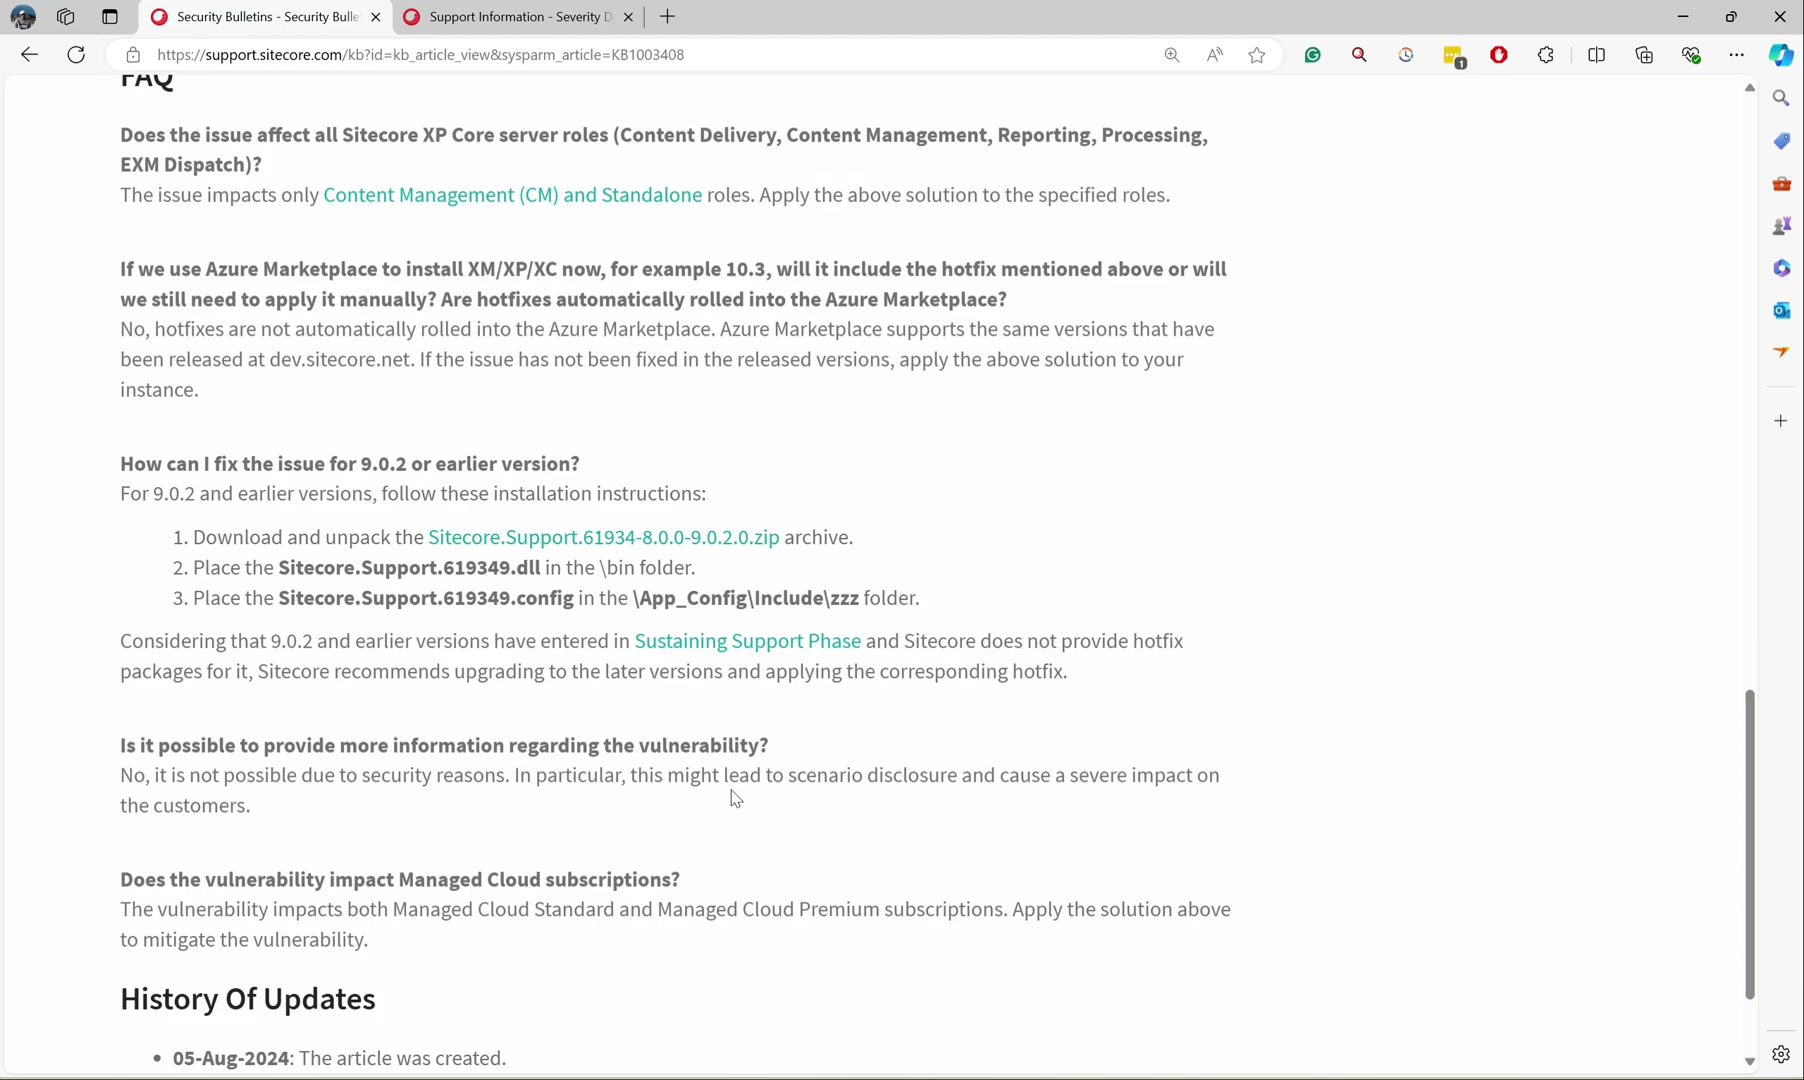 Security Bulletins - Security Bulle
Support Information - Severity D
https://support.sitecore.com/kb?id=kb_article_view&sysparm_article=KB1003408
1
FAQ
Does the issue affect all Sitecore XP Core server roles (Content Delivery, Content Management, Reporting, Processing,
EXM Dispatch)?
The issue impacts only Content Management (CM) and Standalone roles. Apply the above solution to the specified roles.
If we use Azure Marketplace to install XM/XP/XC now, for example 10.3, will it include the hotfix mentioned above or will
we still need to apply it manually? Are hotfixes automatically rolled into the Azure Marketplace?
No, hotfixes are not automatically rolled into the Azure Marketplace. Azure Marketplace supports the same versions that have
been released at dev.sitecore.net. If the issue has not been fixed in the released versions, apply the above solution to your
instance.
How can I fix the issue for 9.0.2 or earlier version?
For 9.0.2 and earlier versions, follow these installation instructions:
1. Download and unpack the Sitecore.Support.61934-8.0.0-9.0.2.0.zip archive.
2. Place the Sitecore.Support.619349.dll in the \bin folder.
3. Place the Sitecore.Support.619349.config in the \App_Config\Include\zzz folder.
Considering that 9.0.2 and earlier versions have entered in Sustaining Support Phase and Sitecore does not provide hotfix
packages for it, Sitecore recommends upgrading to the later versions and applying the corresponding hotfix.
Is it possible to provide more information regarding the vulnerability?
No, it is not possible due to security reasons. In particular, this might lead to scenario disclosure and cause a severe impact on
the customers.
Does the vulnerability impact Managed Cloud subscriptions?
The vulnerability impacts both Managed Cloud Standard and Managed Cloud Premium subscriptions. Apply the solution above
to mitigate the vulnerability.
History Of Updates
• 05-Aug-2024: The article was created.